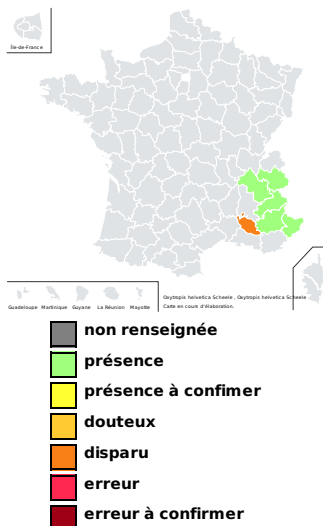 Île-de-France
Guadeloupe Martinique Guyane La Réunion Mayotte
Oxytropis helvetica Scheele , Oxytropis helvetica Scheele
Carte en cours d'élaboration.
non renseignée
présence
présence à confimer
douteux
disparu
erreur
erreur à confirmer